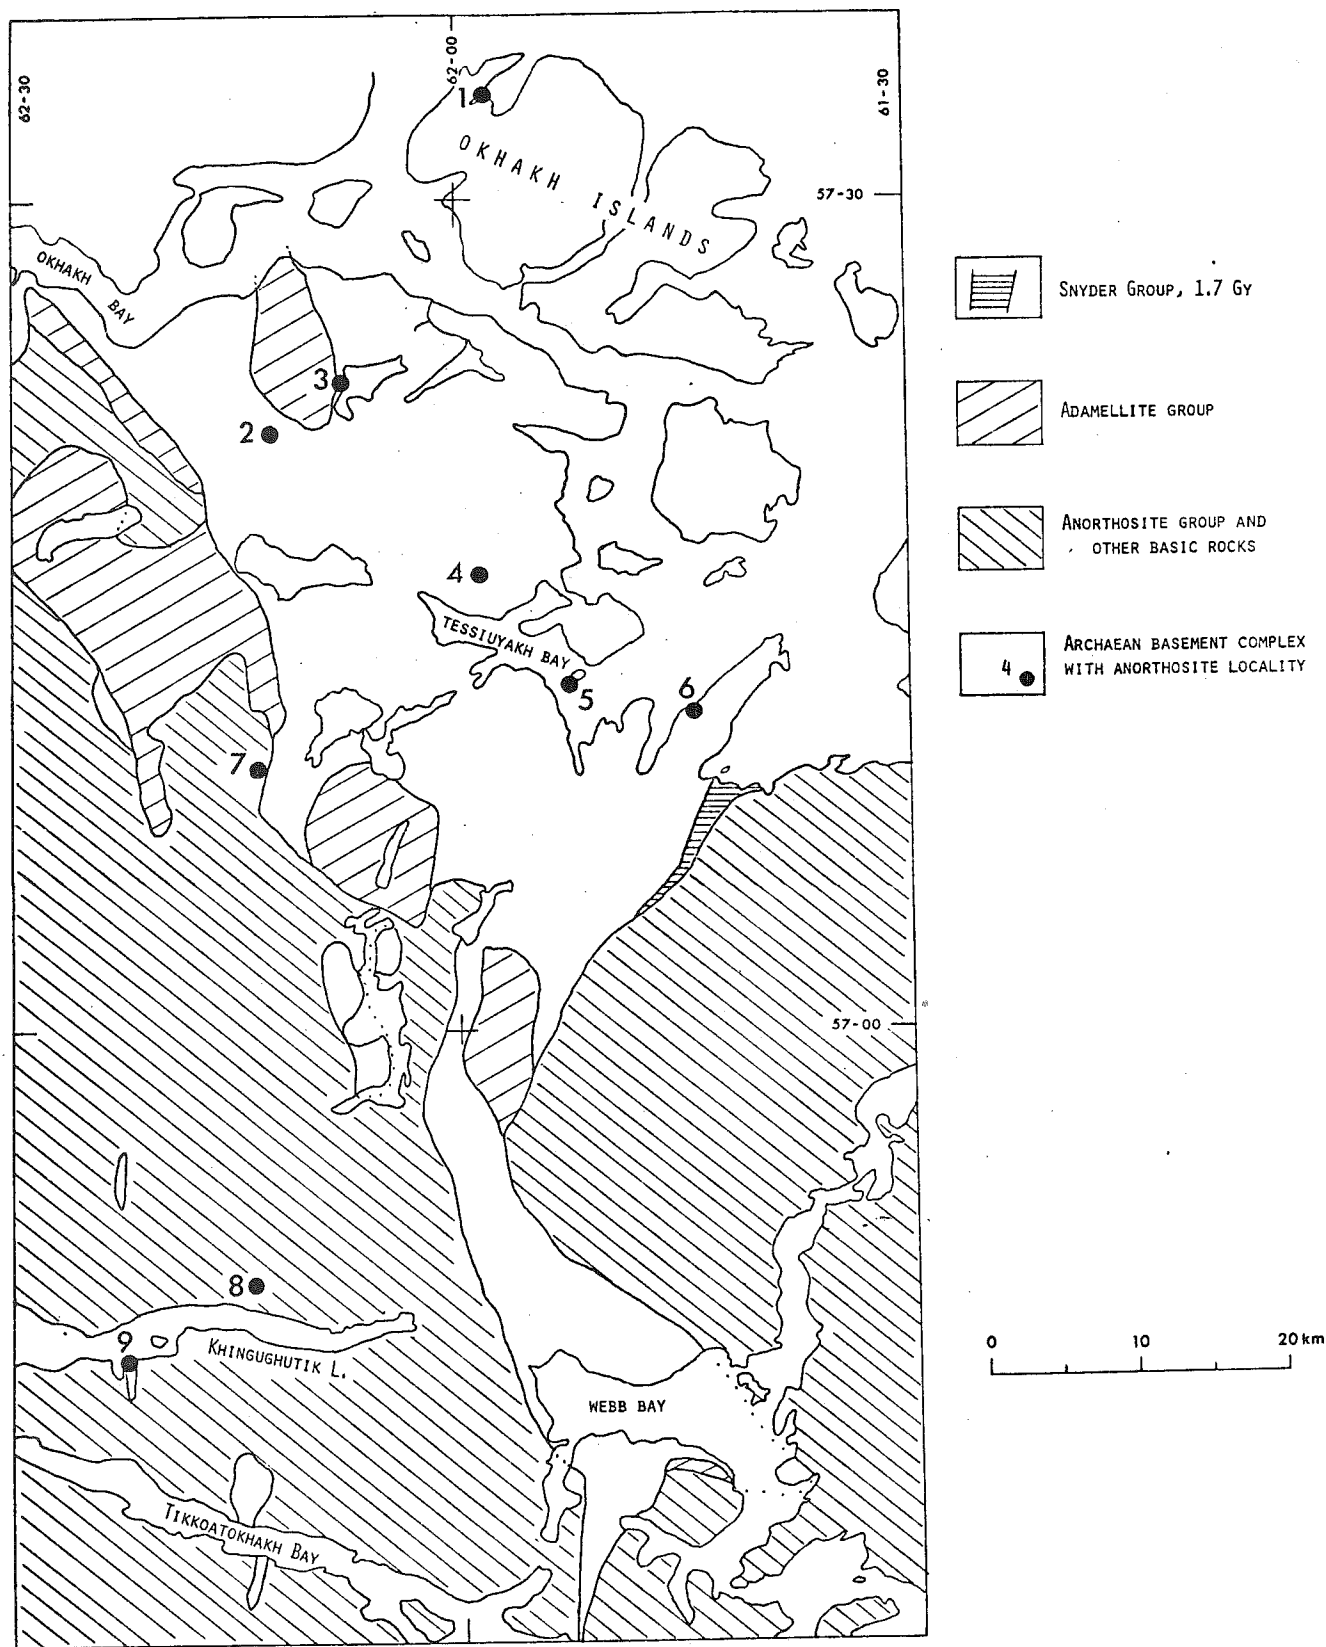 62-30
62-00
61-30
1
OKHAKH ISLANDS
57-30
OKHAKH BAY
3
2
4
TESSIUYAKH BAY
5
6
7
57-00
8
9
KHINGUGHUTIK L.
WEBB BAY
TIKKOATOKHAKH BAY
SNYDER GROUP, 1.7 GY
ADAMELLITE GROUP
ANORTHOSITE GROUP AND
OTHER BASIC ROCKS
4
ARCHAEAN BASEMENT COMPLEX
WITH ANORTHOSITE LOCALITY
0 10 20 km